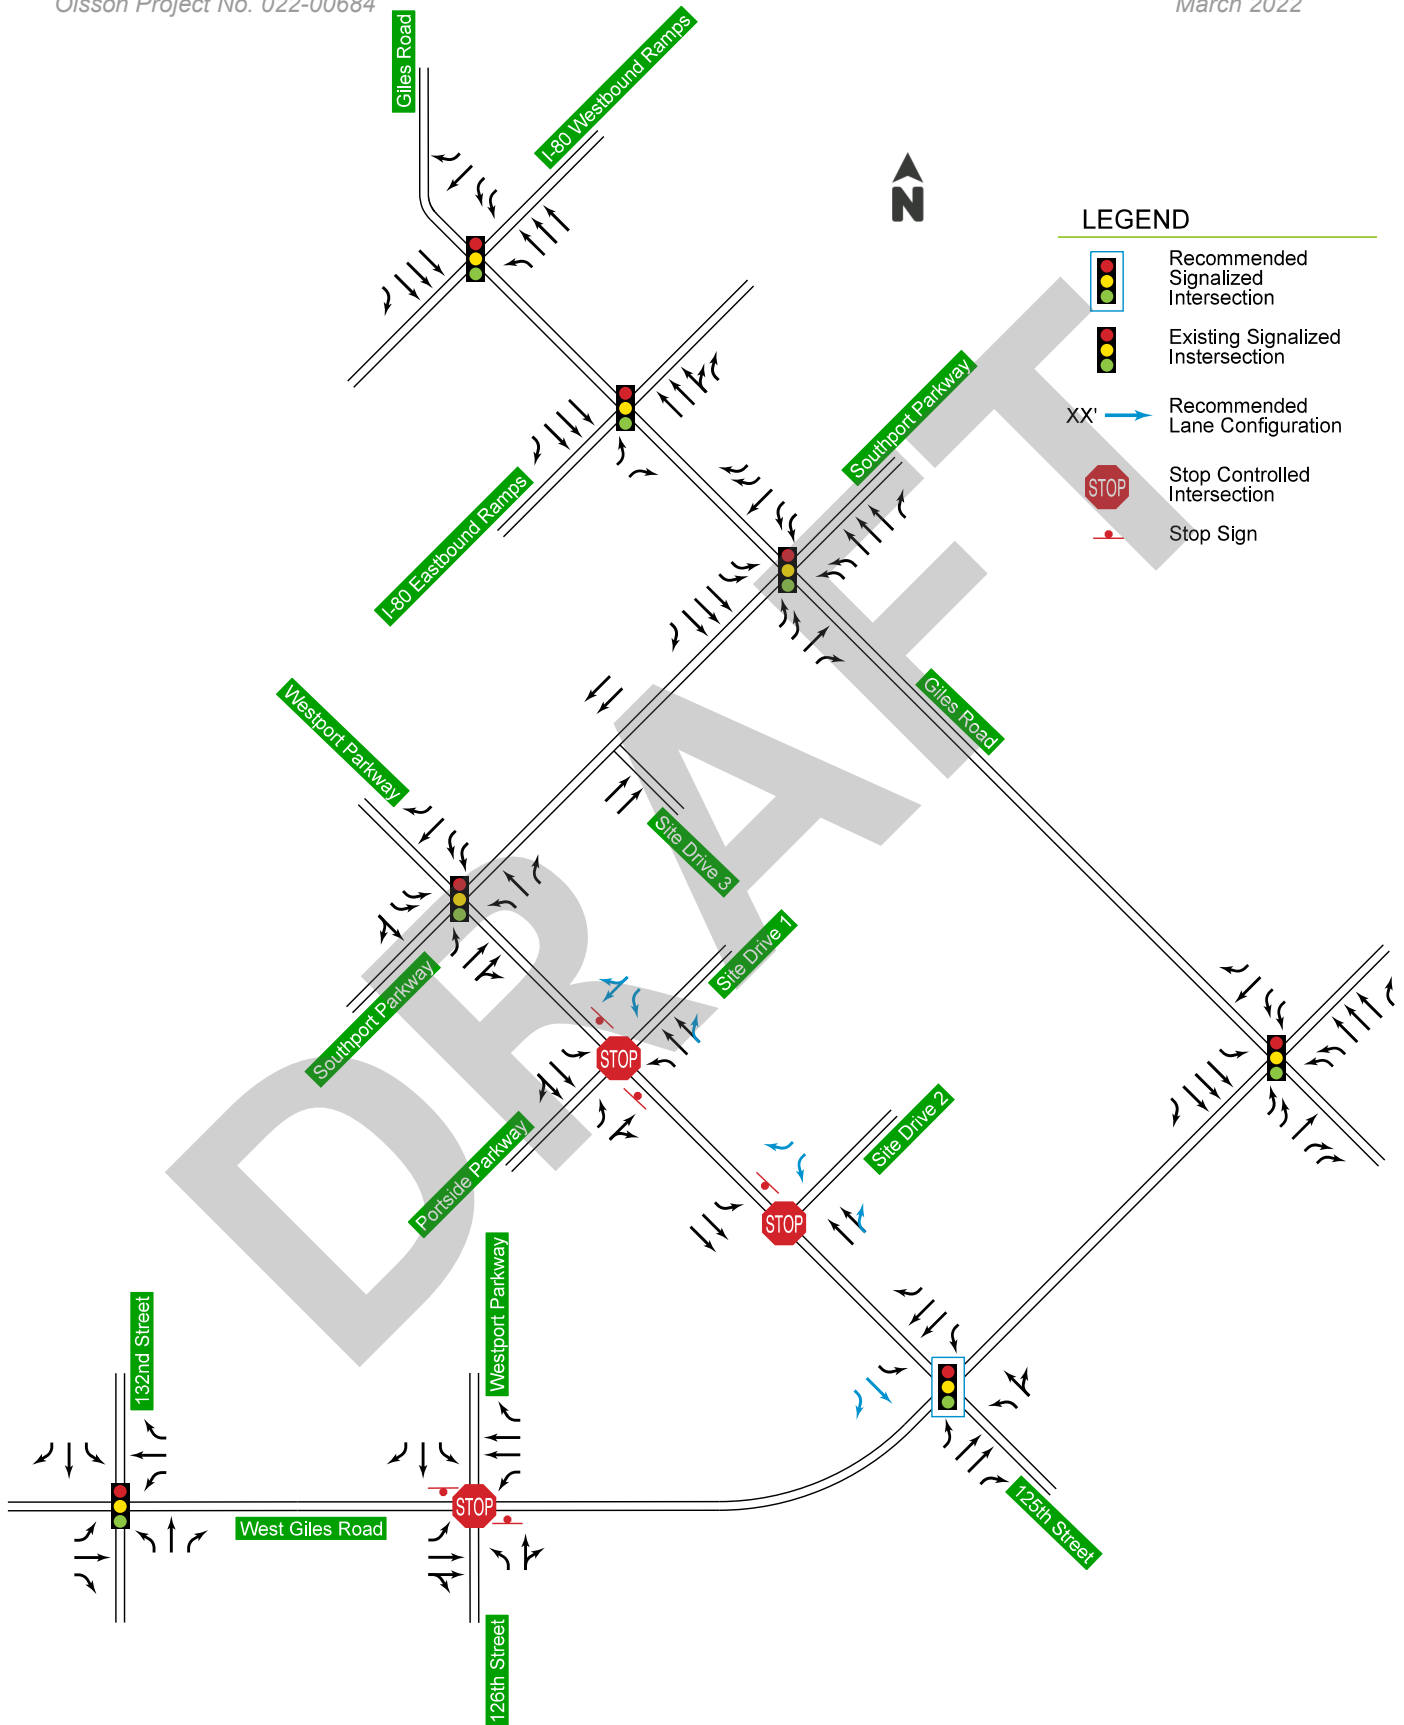 Olsson Project No. 022-00684
March 2022
Giles Road
I-80 Westbound Ramps
N
LEGEND
Recommended
Signalized
Intersection
Existing Signalized
Instersection
XX'
Recommended
Lane Configuration
STOP
Stop Controlled
Intersection
Stop Sign
Southport Parkway
I-80 Eastbound Ramps
Giles Road
Westport Parkway
Site Drive 3
Site Drive 1
Southport Parkway
STOP
Site Drive 2
Portside Parkway
STOP
Westport Parkway
132nd Street
STOP
West Giles Road
125th Street
126th Street
DRAFT